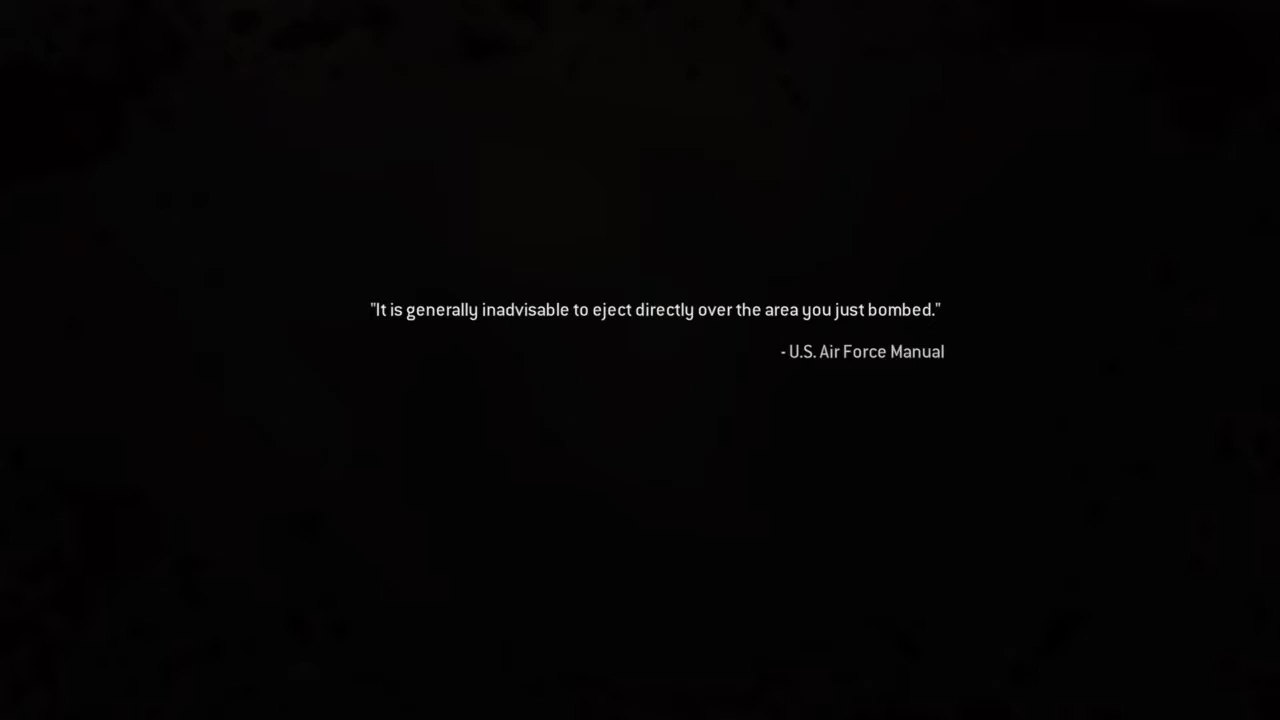 "It is generally inadvisable to eject directly over the area you just bombed."
- U.S. Air Force Manual